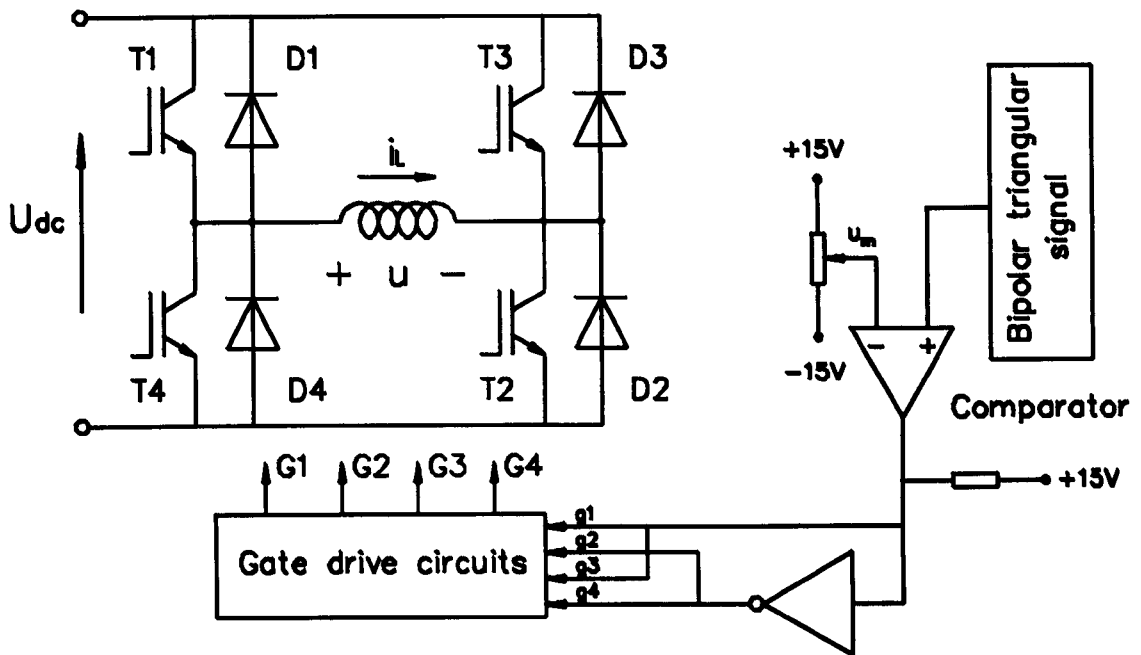 T1
D1
T3
D3
Udc
iL
+ u -
T4
D4
T2
D2
+15V
um
-15V
Bipolar triangular
signal
- +
Comparator
+15V
G1 G2 G3 G4
Gate drive circuits
g1
g2
g3
g4